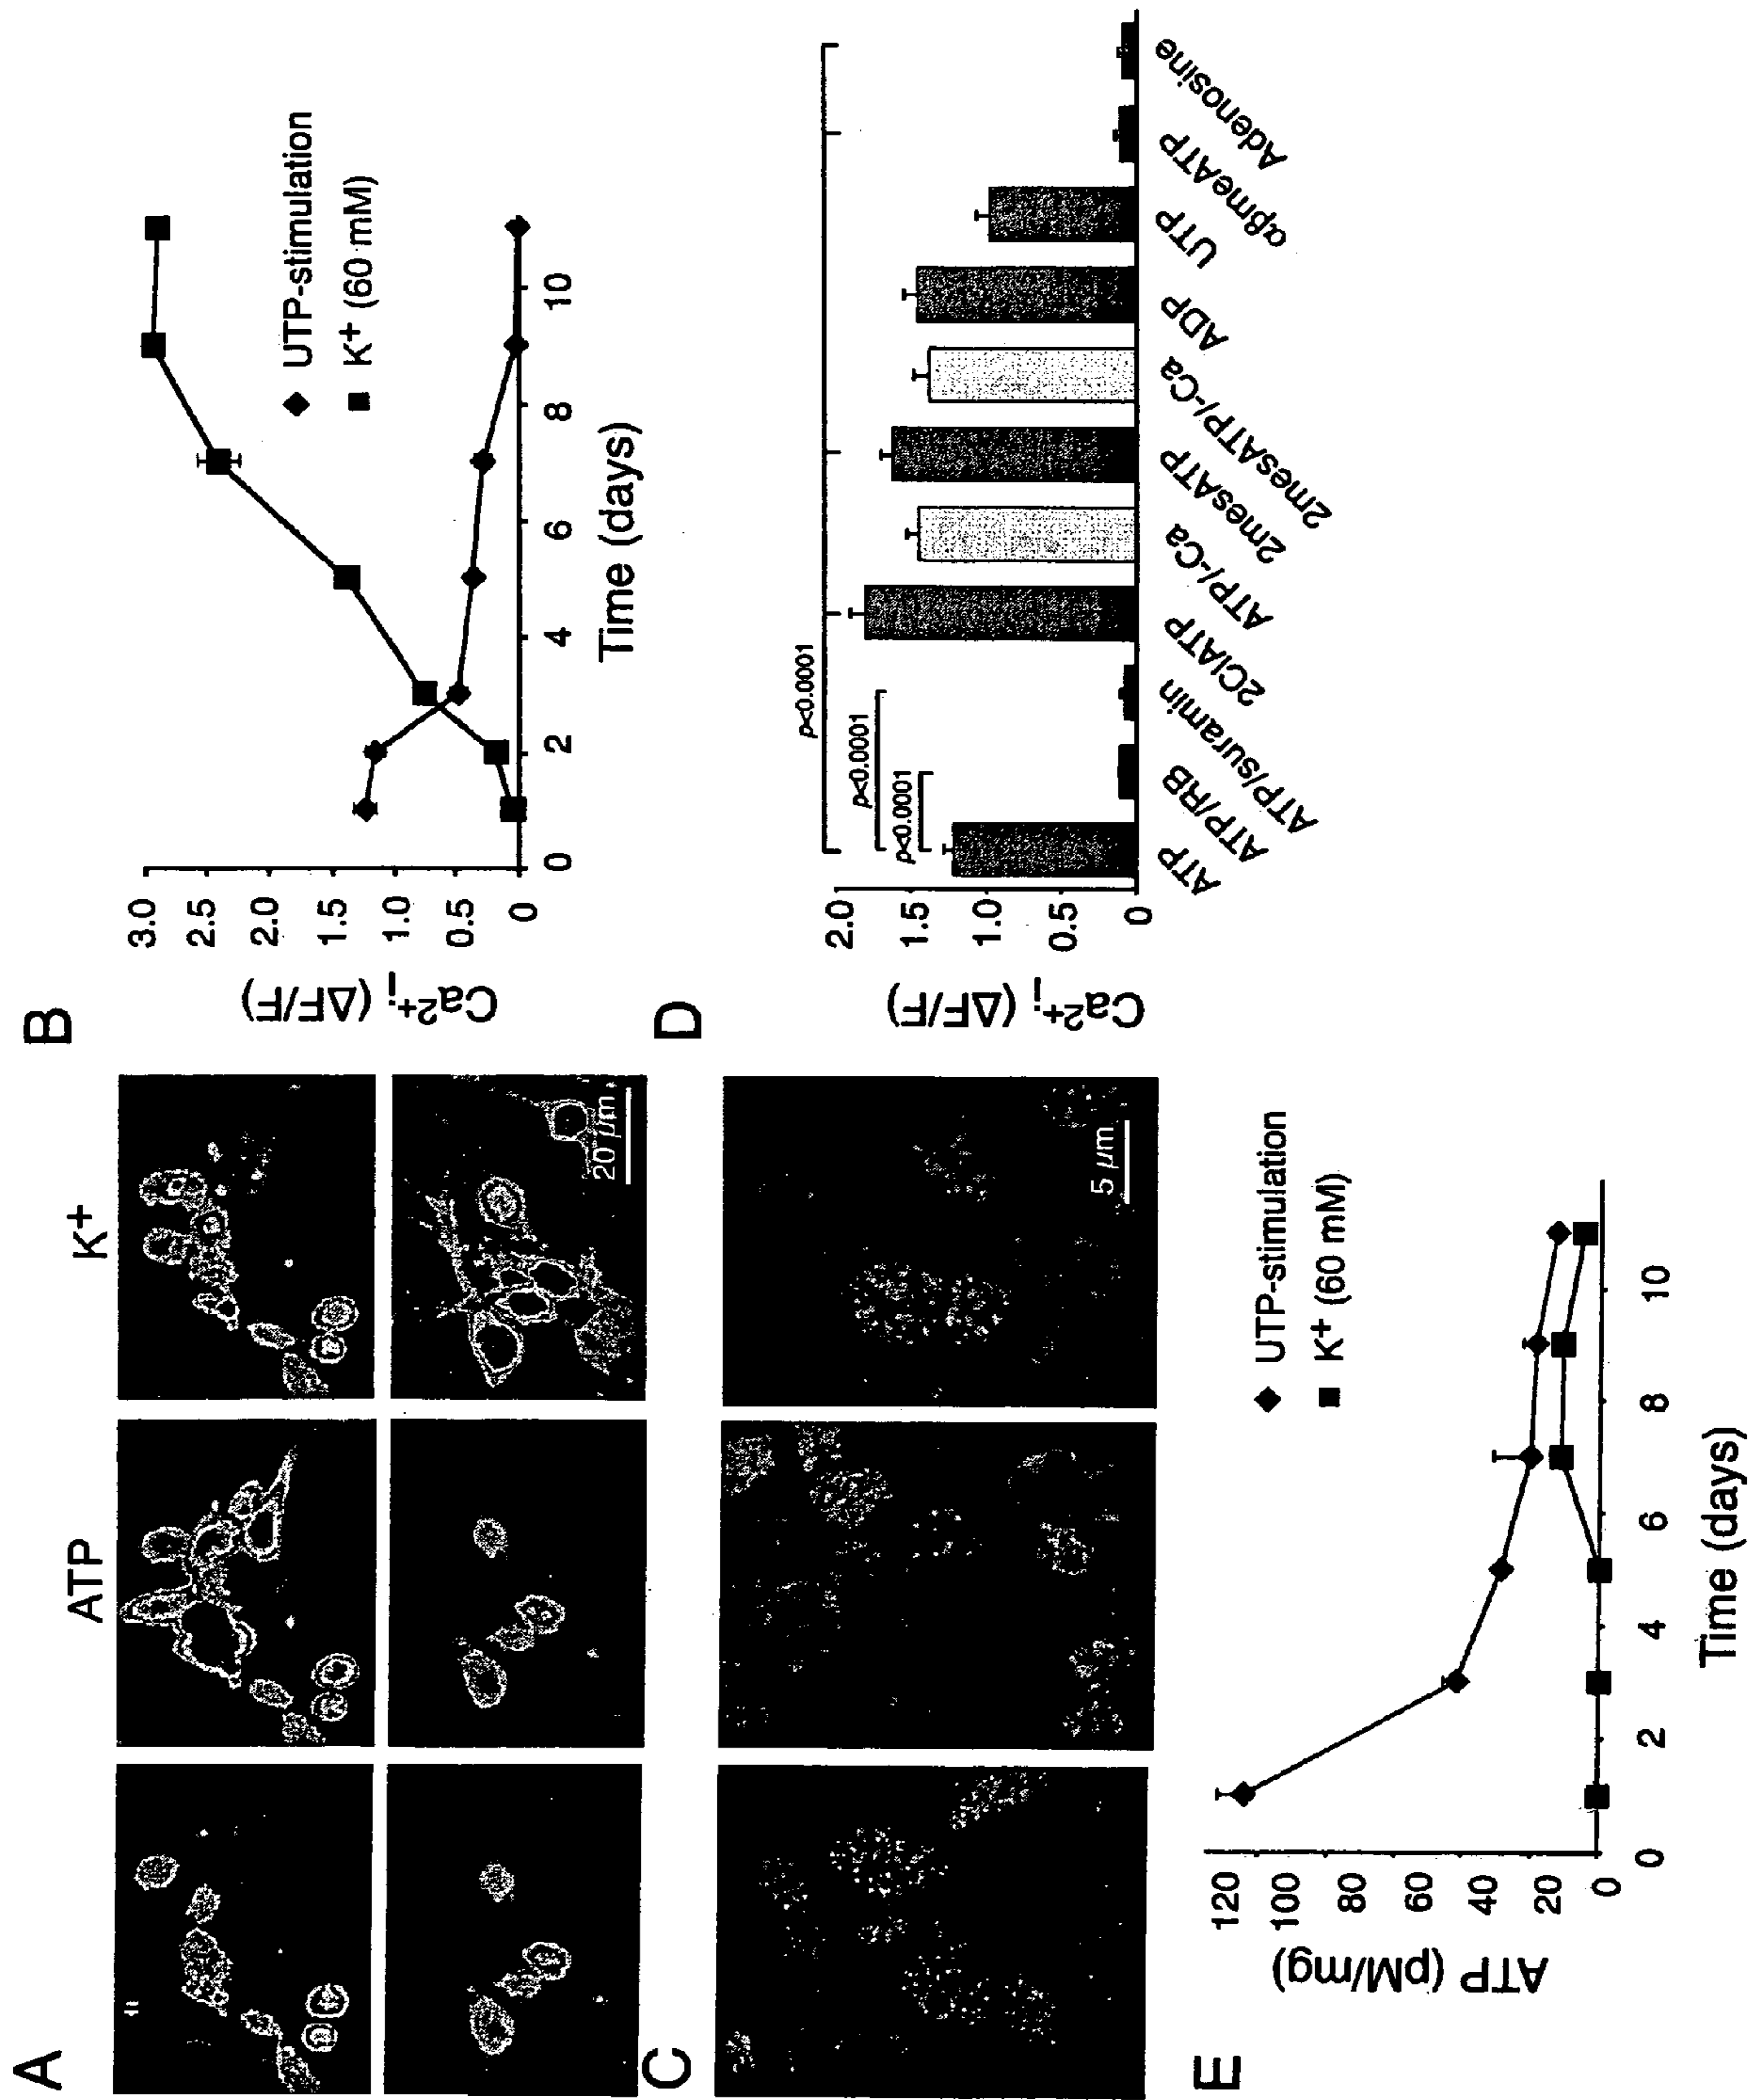 A
ATP
K+
20 μm
B
Ca2+i (ΔF/F)
3.0
2.5
2.0
1.5
1.0
0.5
0
0
2
4
6
8
10
Time (days)
UTP-stimulation
K+ (60 mM)
C
5 μm
D
Ca2+i (ΔF/F)
2.0
1.5
1.0
0.5
0
p<0.0001
p<0.0001
p<0.0001
ATP
ATP/RB
ATP/suramin
2ClATP
ATP/-Ca
2mesATP
2mesATP/-Ca
ADP
UTP
αβmeATP
Adenosine
E
ATP (pM/mg)
120
100
80
60
40
20
0
0
2
4
6
8
10
Time (days)
UTP-stimulation
K+ (60 mM)